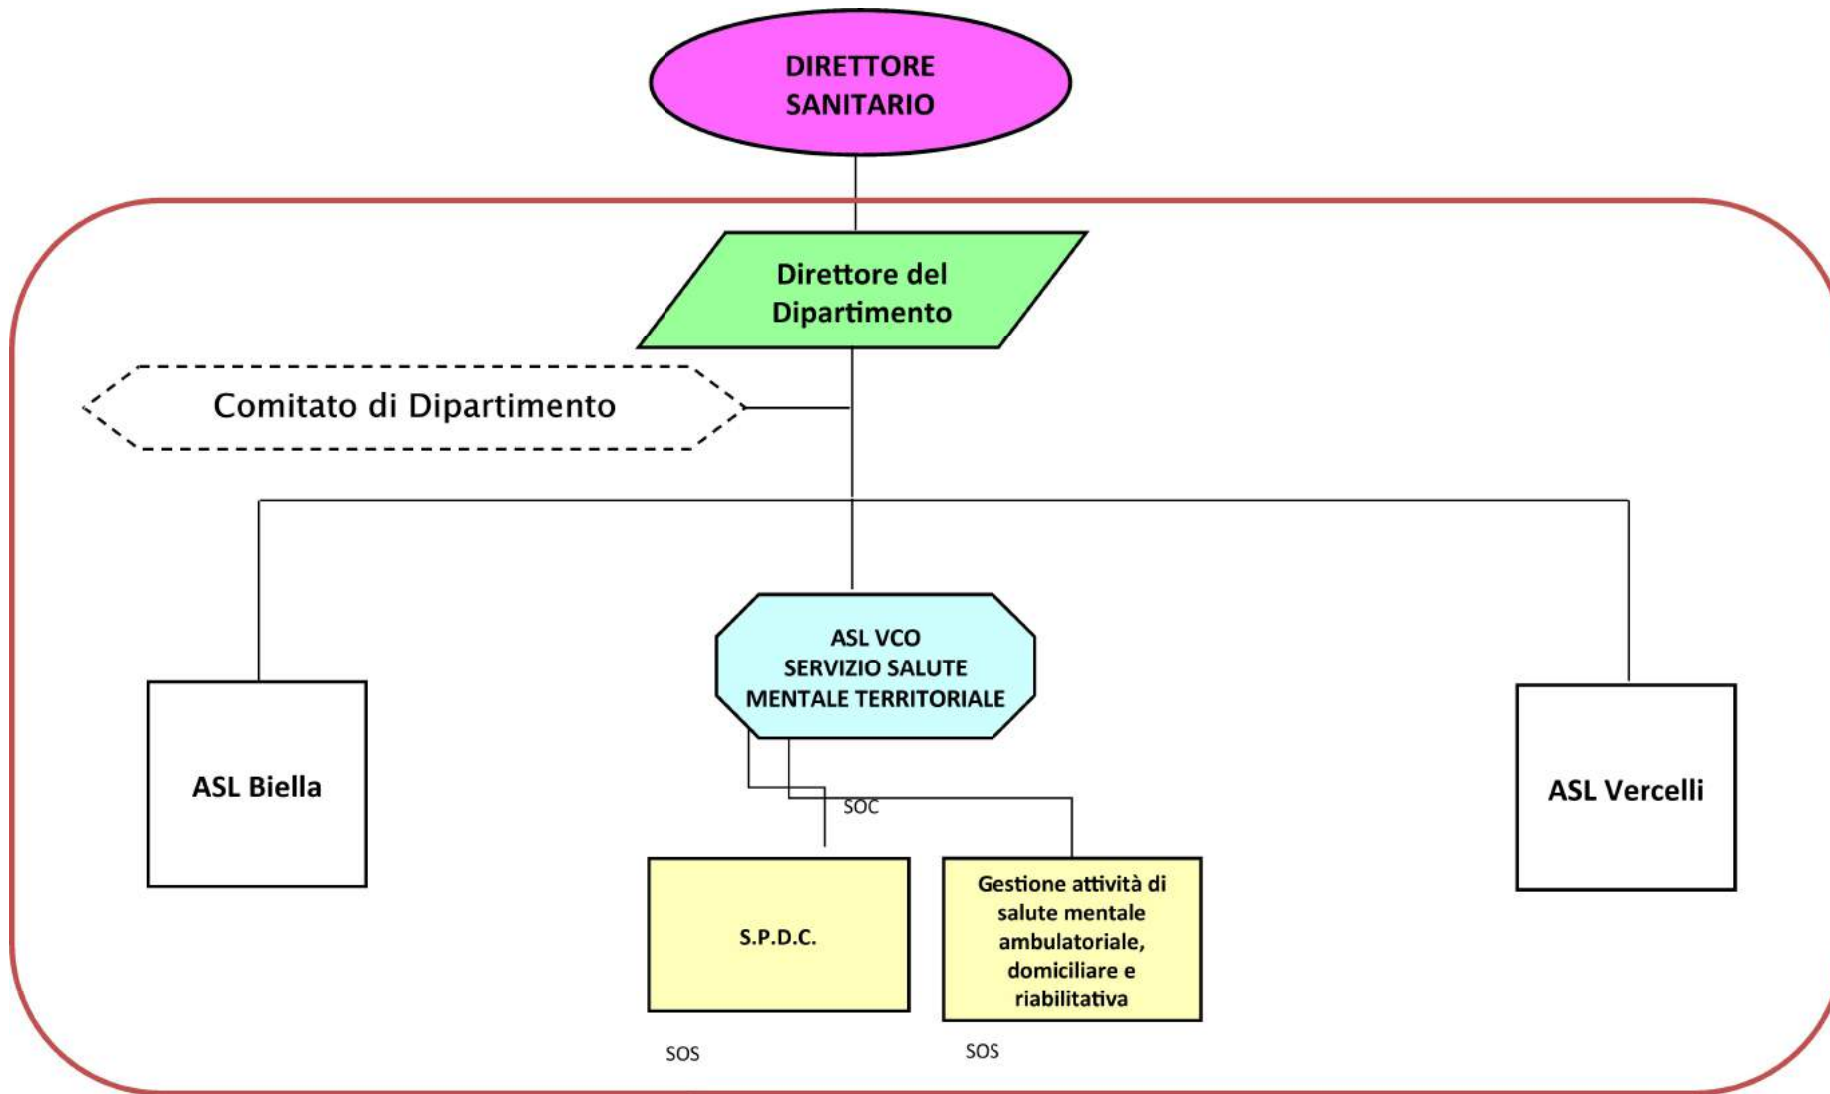 DIRETTORE
SANITARIO
Direttore del
Dipartimento
Comitato di Dipartimento
ASL VCO
SERVIZIO SALUTE
MENTALE TERRITORIALE
ASL Biella
ASL Vercelli
SOC
S.P.D.C.
Gestione attività di
salute mentale
ambulatoriale,
domiciliare e
riabilitativa
SOS
SOS